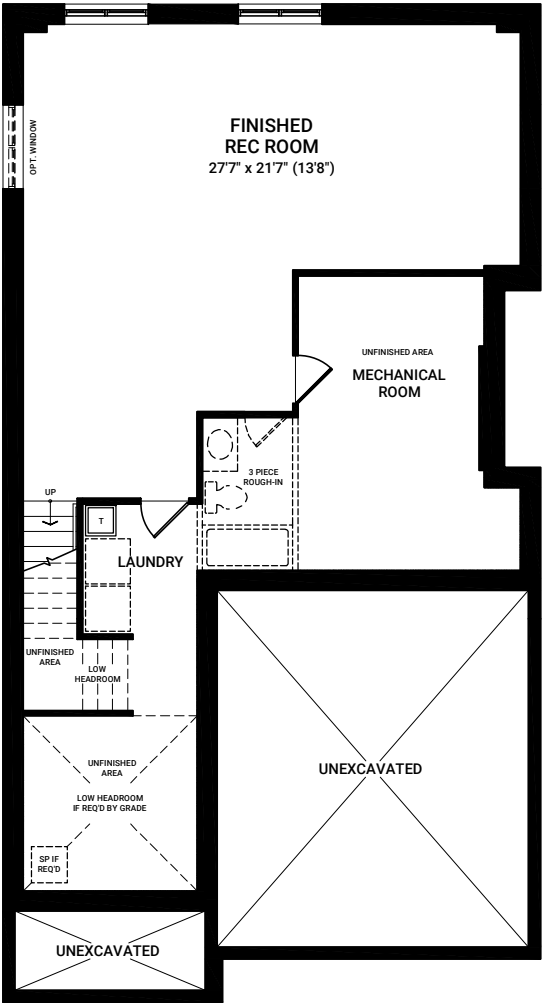 FINISHED
REC ROOM
27'7" x 21'7" (13'8")
OPT. WINDOW
UNFINISHED AREA
MECHANICAL
ROOM
3 PIECE
ROUGH-IN
UP
T
LAUNDRY
UNFINISHED
AREA
LOW
HEADROOM
UNFINISHED
AREA
LOW HEADROOM
IF REQ'D BY GRADE
SP IF
REQ'D
UNEXCAVATED
UNEXCAVATED